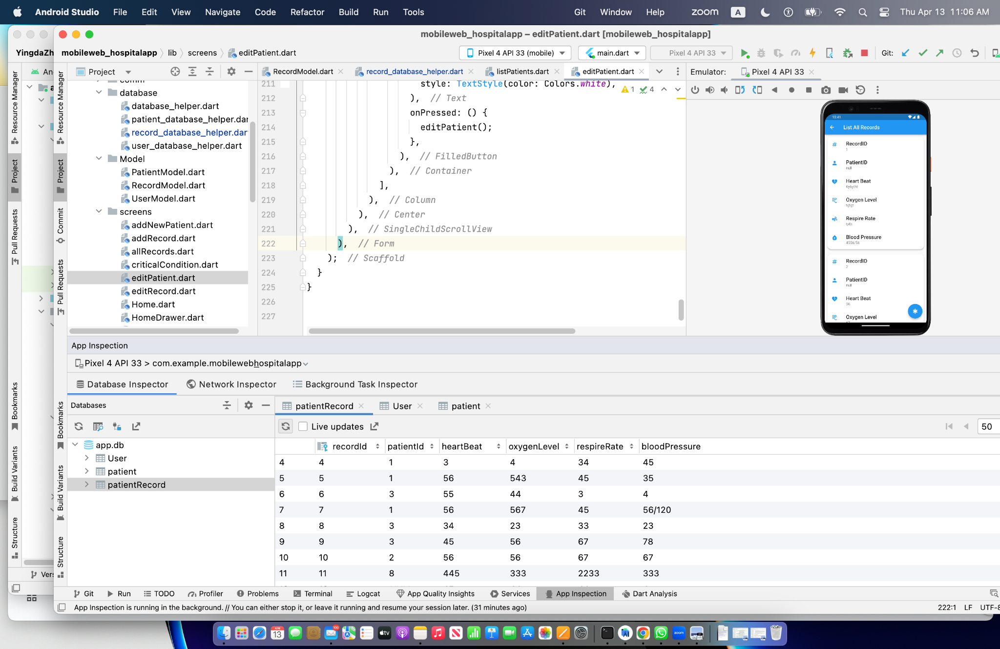 Android Studio File Edit View Navigate Code Refactor Build Run Tools Git Window Help zoom A Thu Apr 13 11:06 AM
mobileweb_hospitalapp – editPatient.dart [mobileweb_hospitalapp]
YingdaZh mobileweb_hospitalapp lib screens editPatient.dart Pixel 4 API 33 (mobile) main.dart Pixel 4 API 33 Git:
An Project RecordModel.dart record_database_helper.dart listPatients.dart editPatient.dart Emulator: Pixel 4 API 33
Resource Manager
Project
Pull Requests
Bookmarks
Build Variants
Structure
Resource Manager
Project
Commit
Pull Requests
Bookmarks
Build Variants
Structure
database
database_helper.dart
patient_database_helper.dar
record_database_helper.dar
user_database_helper.dart
Model
PatientModel.dart
RecordModel.dart
UserModel.dart
screens
addNewPatient.dart
addRecord.dart
allRecords.dart
criticalCondition.dart
editPatient.dart
editRecord.dart
Home.dart
HomeDrawer.dart
211 style: TextStyle(color: Colors.white), 1 4
212 ), // Text
213 onPressed: () {
214 editPatient();
215 },
216 ), // FilledButton
217 ), // Container
218 ],
219 ), // Column
220 ), // Center
221 ), // SingleChildScrollView
222 ), // Form
223 ); // Scaffold
224 }
225 }
226
227
10:41
List All Records
RecordID
1
PatientID
null
Heart Beat
6y6ytht
Oxygen Level
tgtgt
Respire Rate
tyth
Blood Pressure
4556/56
RecordID
2
PatientID
null
Heart Beat
56
Oxygen Level
App Inspection
Pixel 4 API 33 > com.example.mobilewebhospitalapp
Database Inspector Network Inspector Background Task Inspector
Databases patientRecord User patient
Live updates 50
app.db
User
patient
patientRecord
recordId patientId heartBeat oxygenLevel respireRate bloodPressure
4 4 1 3 4 34 45
5 5 1 56 543 45 35
6 6 3 55 44 3 4
7 7 1 56 567 45 56/120
8 8 3 34 23 33 23
9 9 3 45 56 67 78
10 10 2 56 56 67 67
11 11 8 445 333 2233 333
Vers Git Run TODO Profiler Problems Terminal Logcat App Quality Insights Services App Inspection Dart Analysis
App Inspection is running in the background. // You can either stop it, or leave it running and resume your session later. (31 minutes ago) 222:1 LF UTF-8
APR
13
100
tv
zoom